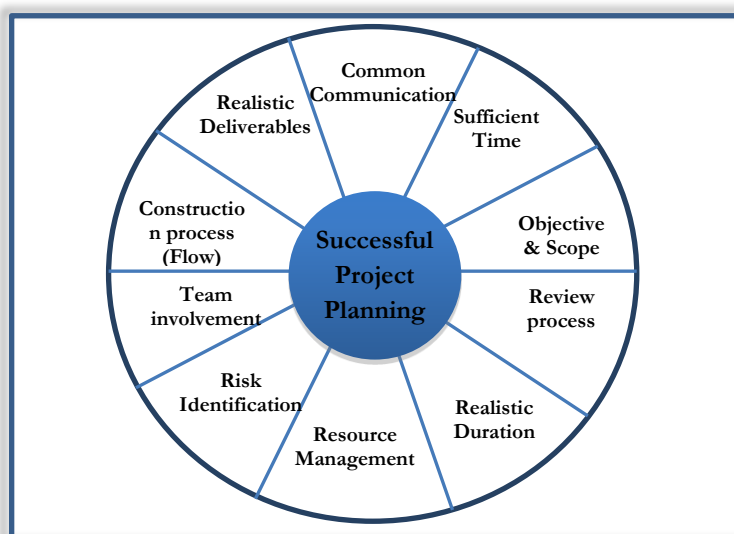 Common
Communication
Sufficient
Time
Objective
& Scope
Review
process
Realistic
Duration
Resource
Management
Risk
Identification
Team
involvement
Constructio
n process
(Flow)
Realistic
Deliverables
Successful
Project
Planning